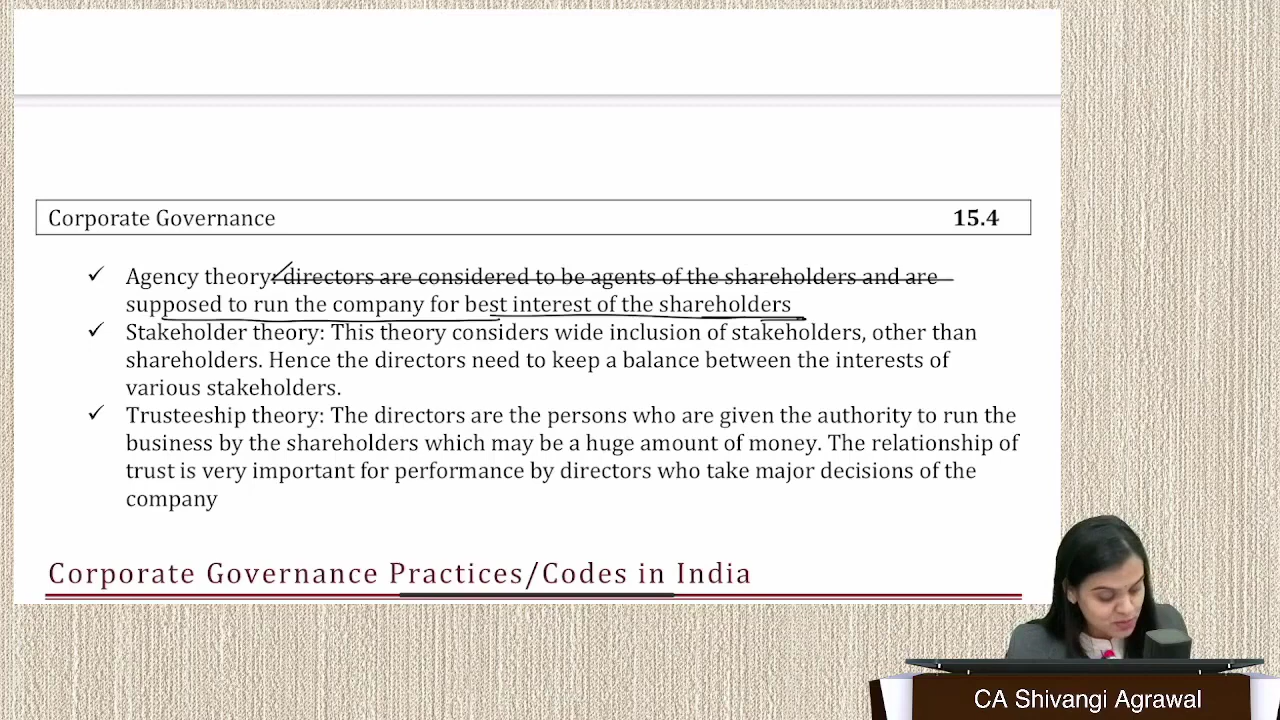 Corporate Governance 15.4
✓ Agency theory: directors are considered to be agents of the shareholders and are
supposed to run the company for best interest of the shareholders
✓ Stakeholder theory: This theory considers wide inclusion of stakeholders, other than
shareholders. Hence the directors need to keep a balance between the interests of
various stakeholders.
✓ Trusteeship theory: The directors are the persons who are given the authority to run the
business by the shareholders which may be a huge amount of money. The relationship of
trust is very important for performance by directors who take major decisions of the
company
Corporate Governance Practices/Codes in India
CA Shivangi Agrawal